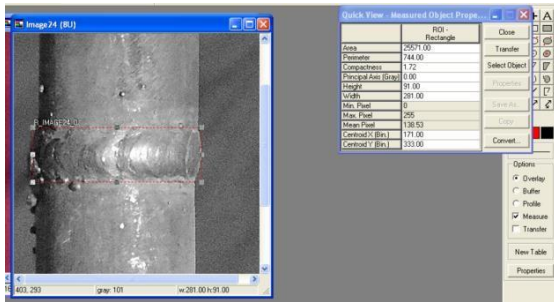 Image24 (8U)
R_IMAGE24_0
403, 293 gray: 101 w:281.00 h:91.00
Quick View - Measured Object Prope...
ROI - Rectangle
Area 25571.00
Perimeter 744.00
Compactness 1.72
Principal Axis (Gray) 0.00
Height 91.00
Width 281.00
Min. Pixel 0
Max. Pixel 255
Mean Pixel 138.53
Centroid X (Bin.) 171.00
Centroid Y (Bin.) 333.00
Close
Transfer
Select Object
Properties
Save As...
Copy
Convert...
A
Options
Overlay
Buffer
Profile
Measure
Transfer
New Table
Properties